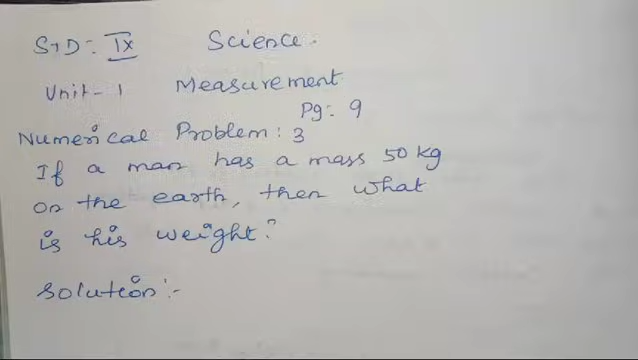 STD: IX Science.
Unit-1 Measurement
Pg: 9
Numerical Problem: 3
If a man has a mass 50 kg
on the earth, then what
is his weight?
Solution:-